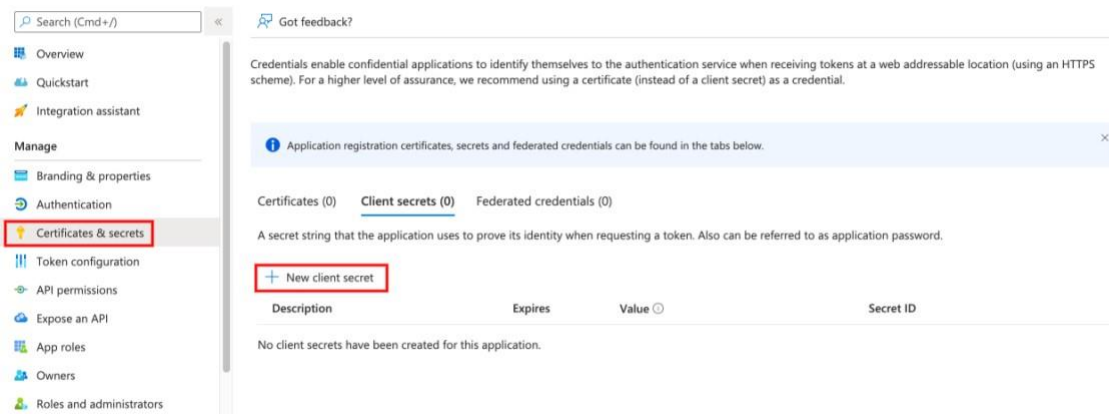 Search (Cmd+/)
«
Overview
Quickstart
Integration assistant
Manage
Branding & properties
Authentication
Certificates & secrets
Token configuration
API permissions
Expose an API
App roles
Owners
Roles and administrators
Got feedback?
Credentials enable confidential applications to identify themselves to the authentication service when receiving tokens at a web addressable location (using an HTTPS
scheme). For a higher level of assurance, we recommend using a certificate (instead of a client secret) as a credential.
Application registration certificates, secrets and federated credentials can be found in the tabs below.
Certificates (0) Client secrets (0) Federated credentials (0)
A secret string that the application uses to prove its identity when requesting a token. Also can be referred to as application password.
New client secret
Description Expires Value Secret ID
No client secrets have been created for this application.